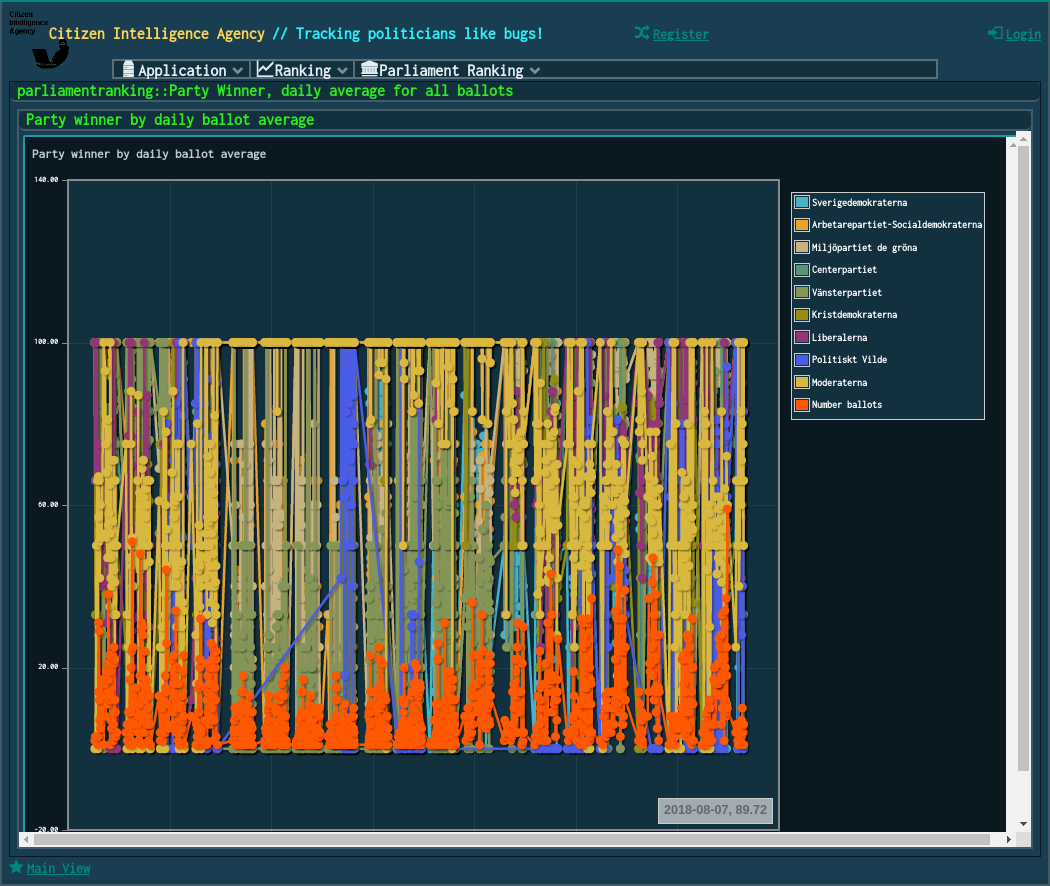 Citizen
Intelligence
Agency
Citizen Intelligence Agency // Tracking politicians like bugs!
Register
Login
Application
Ranking
Parliament Ranking
parliamentranking::Party Winner, daily average for all ballots
Party winner by daily ballot average
Party winner by daily ballot average
140.00
100.00
60.00
20.00
-20.00
Sverigedemokraterna
Arbetarepartiet-Socialdemokraterna
Miljöpartiet de gröna
Centerpartiet
Vänsterpartiet
Kristdemokraterna
Liberalerna
Politiskt Vilde
Moderaterna
Number ballots
2018-08-07, 89.72
Main View